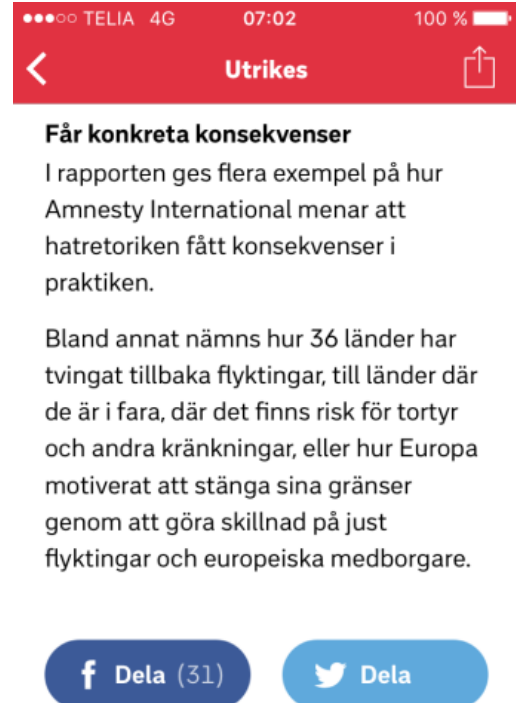 TELIA 4G 07:02 100 %
Utrikes
Får konkreta konsekvenser
I rapporten ges flera exempel på hur
Amnesty International menar att
hatretoriken fått konsekvenser i
praktiken.
Bland annat nämns hur 36 länder har
tvingat tillbaka flyktingar, till länder där
de är i fara, där det finns risk för tortyr
och andra kränkningar, eller hur Europa
motiverat att stänga sina gränser
genom att göra skillnad på just
flyktingar och europeiska medborgare.
Dela (31) Dela